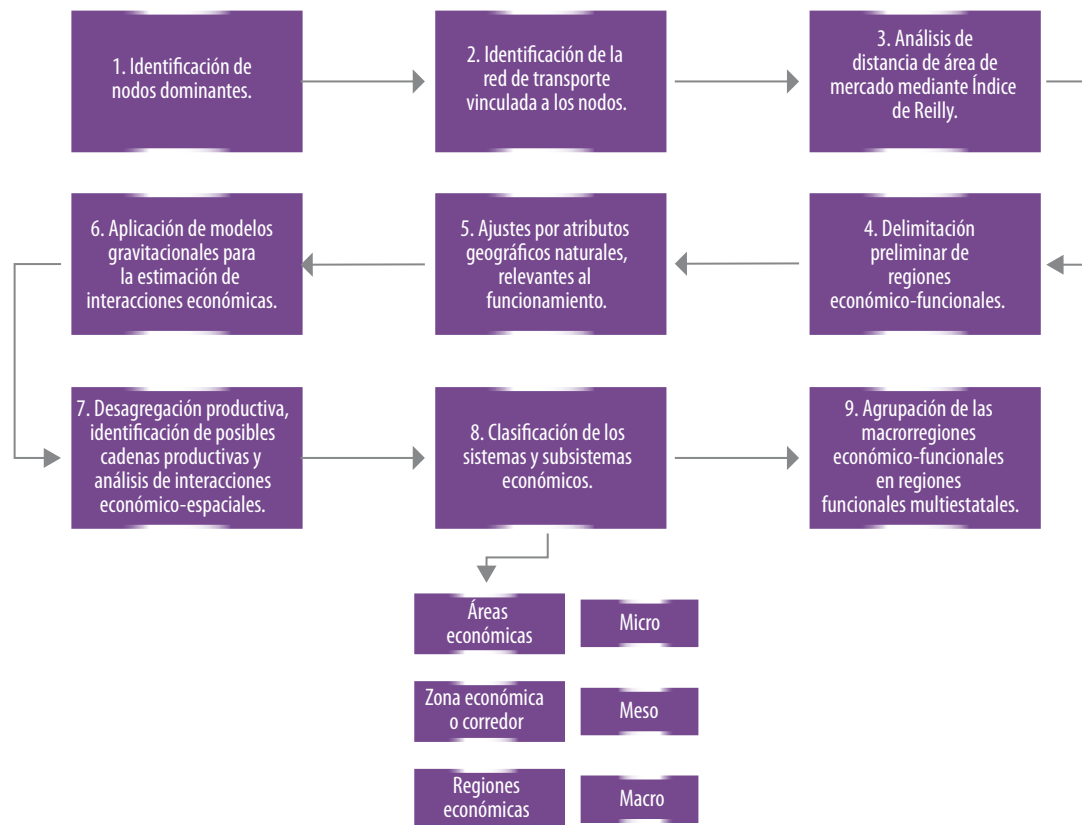 1. Identificación de
nodos dominantes.
2. Identificación de la
red de transporte
vinculada a los nodos.
3. Análisis de
distancia de área de
mercado mediante Índice
de Reilly.
6. Aplicación de modelos
gravitacionales para
la estimación de
interacciones económicas.
5. Ajustes por atributos
geográficos naturales,
relevantes al
funcionamiento.
4. Delimitación
preliminar de
regiones
económico-funcionales.
7. Desagregación productiva,
identificación de posibles
cadenas productivas y
análisis de interacciones
económico-espaciales.
8. Clasificación de los
sistemas y subsistemas
económicos.
9. Agrupación de las
macrorregiones
económico-funcionales
en regiones
funcionales multiestatales.
Áreas
económicas
Micro
Zona económica
o corredor
Meso
Regiones
económicas
Macro